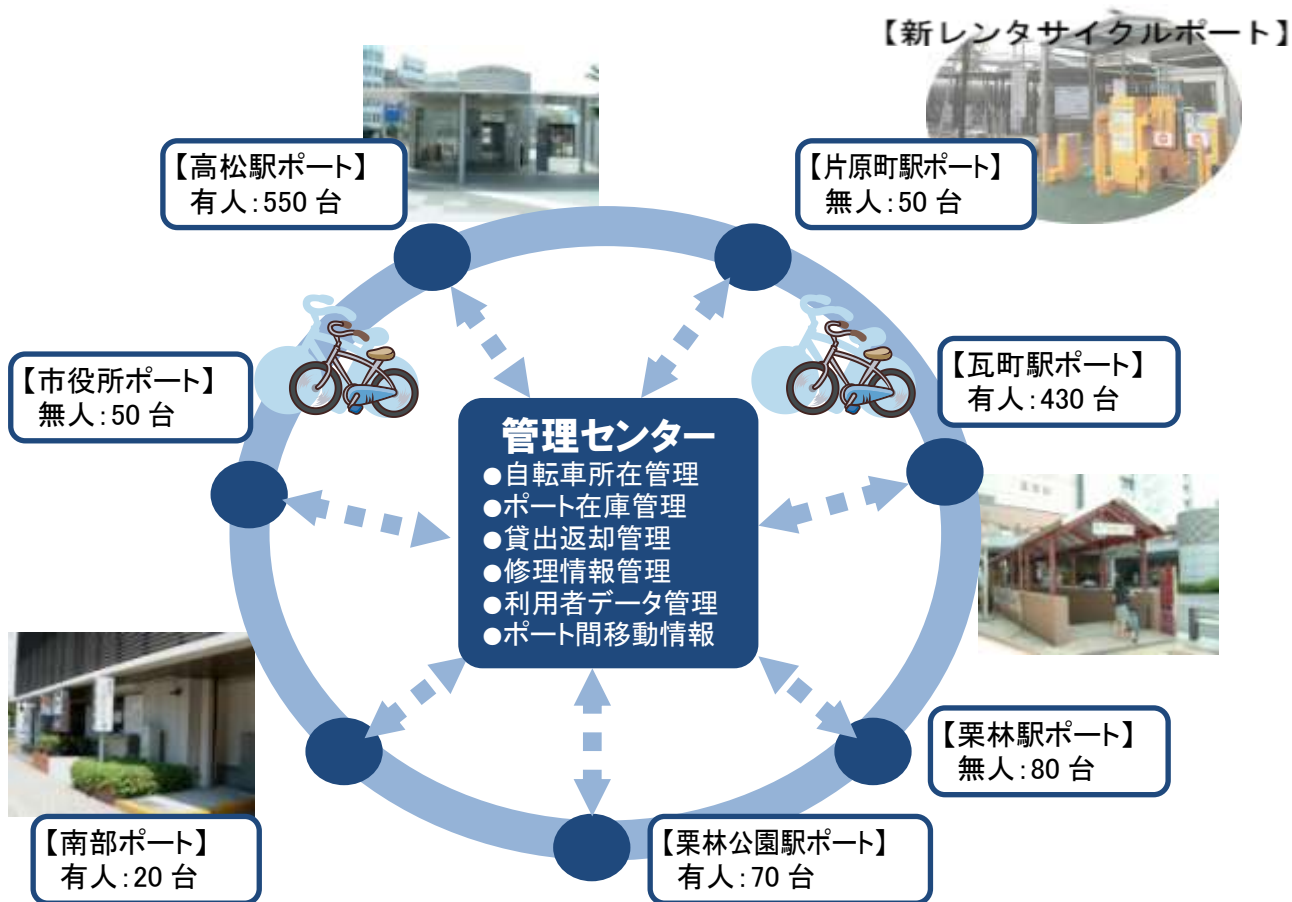 【新レンタサイクルポート】
【高松駅ポート】
有人:550 台
【片原町駅ポート】
無人:50 台
【市役所ポート】
無人:50 台
【瓦町駅ポート】
有人:430 台
管理センター
●自転車所在管理
●ポート在庫管理
●貸出返却管理
●修理情報管理
●利用者データ管理
●ポート間移動情報
【栗林駅ポート】
無人:80 台
【南部ポート】
有人:20 台
【栗林公園駅ポート】
有人:70 台